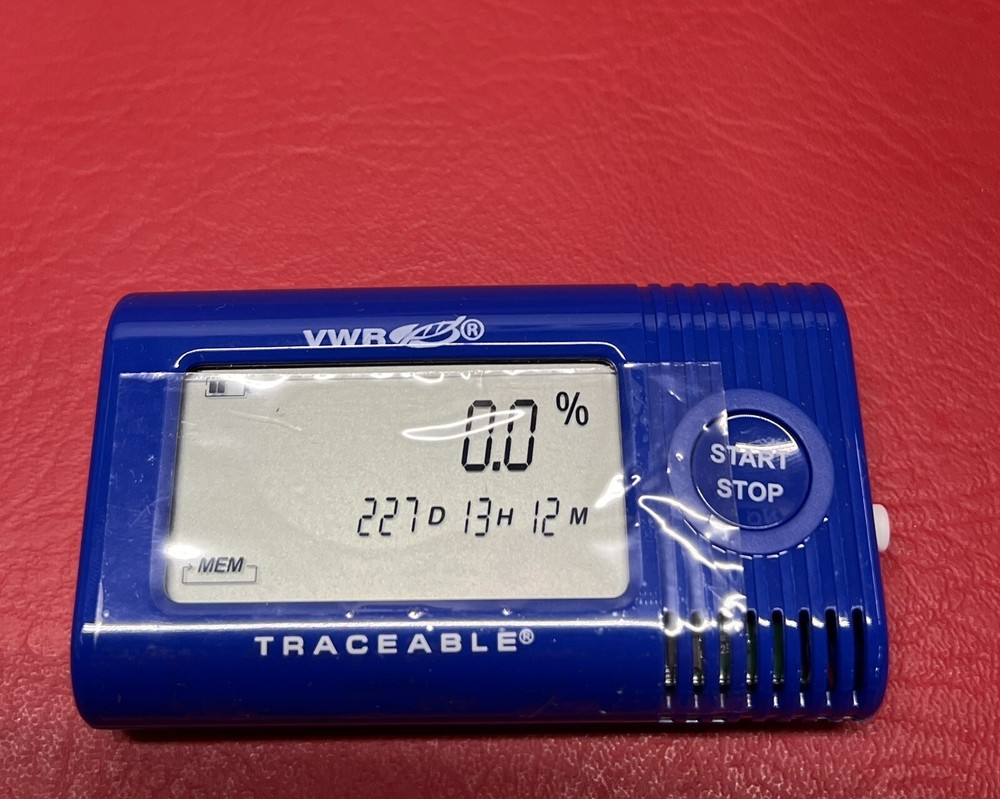 VWR®
0.0 %
227 D 13 H 12 M
MEM
START
STOP
TRACEABLE®